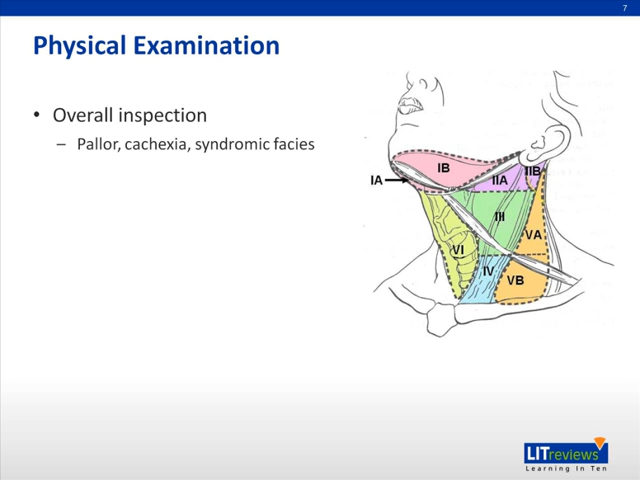 7
Physical Examination
• Overall inspection
– Pallor, cachexia, syndromic facies
IB
IIB
IA
IIA
III
VA
VI
IV
VB
LITreviews
Learning In Ten